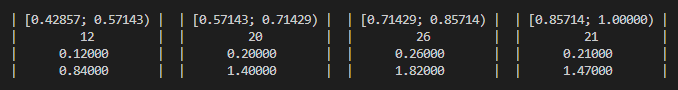 | [0.42857; 0.57143) | | [0.57143; 0.71429) | | [0.71429; 0.85714) | | [0.85714; 1.00000) |
| 12 | | 20 | | 26 | | 21 |
| 0.12000 | | 0.20000 | | 0.26000 | | 0.21000 |
| 0.84000 | | 1.40000 | | 1.82000 | | 1.47000 |